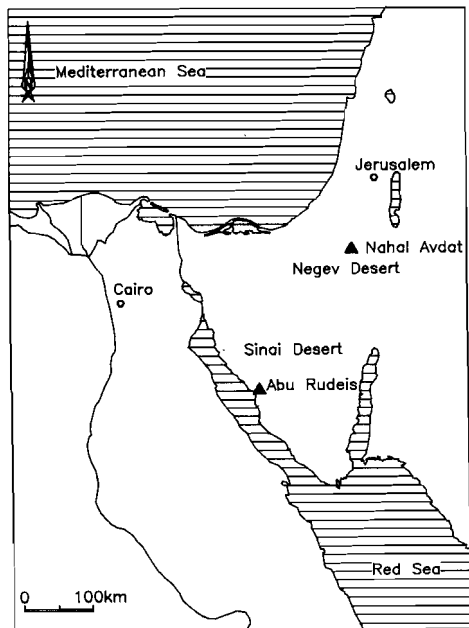 Mediterranean Sea
Jerusalem
Nahal Avdat
Negev Desert
Cairo
Sinai Desert
Abu Rudeis
Red Sea
0 100km